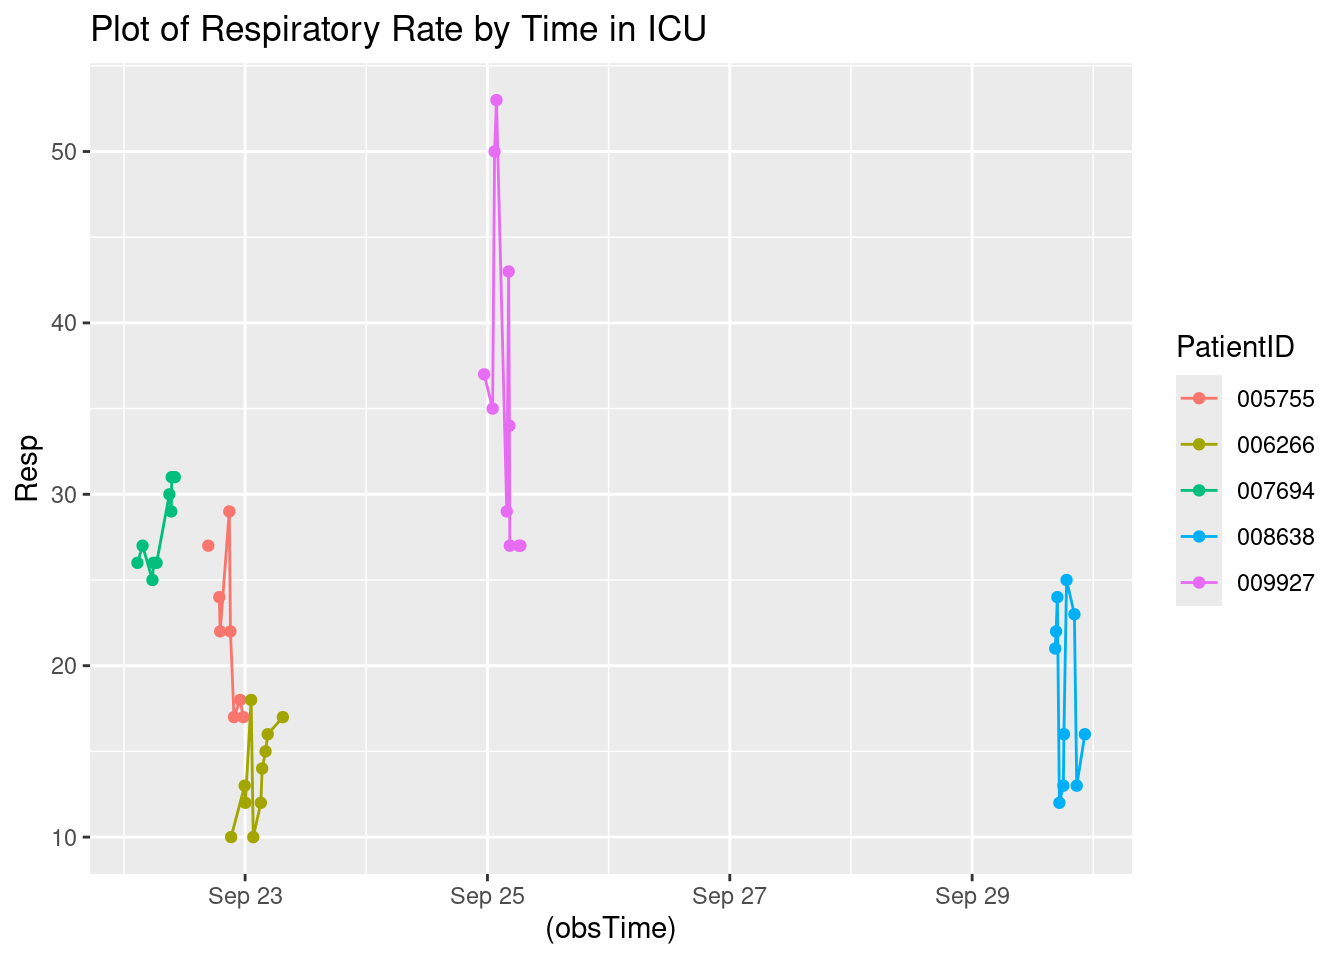 Plot of Respiratory Rate by Time in ICU
50
40
30
20
10
Resp
Sep 23
Sep 25
Sep 27
Sep 29
(obsTime)
PatientID
005755
006266
007694
008638
009927